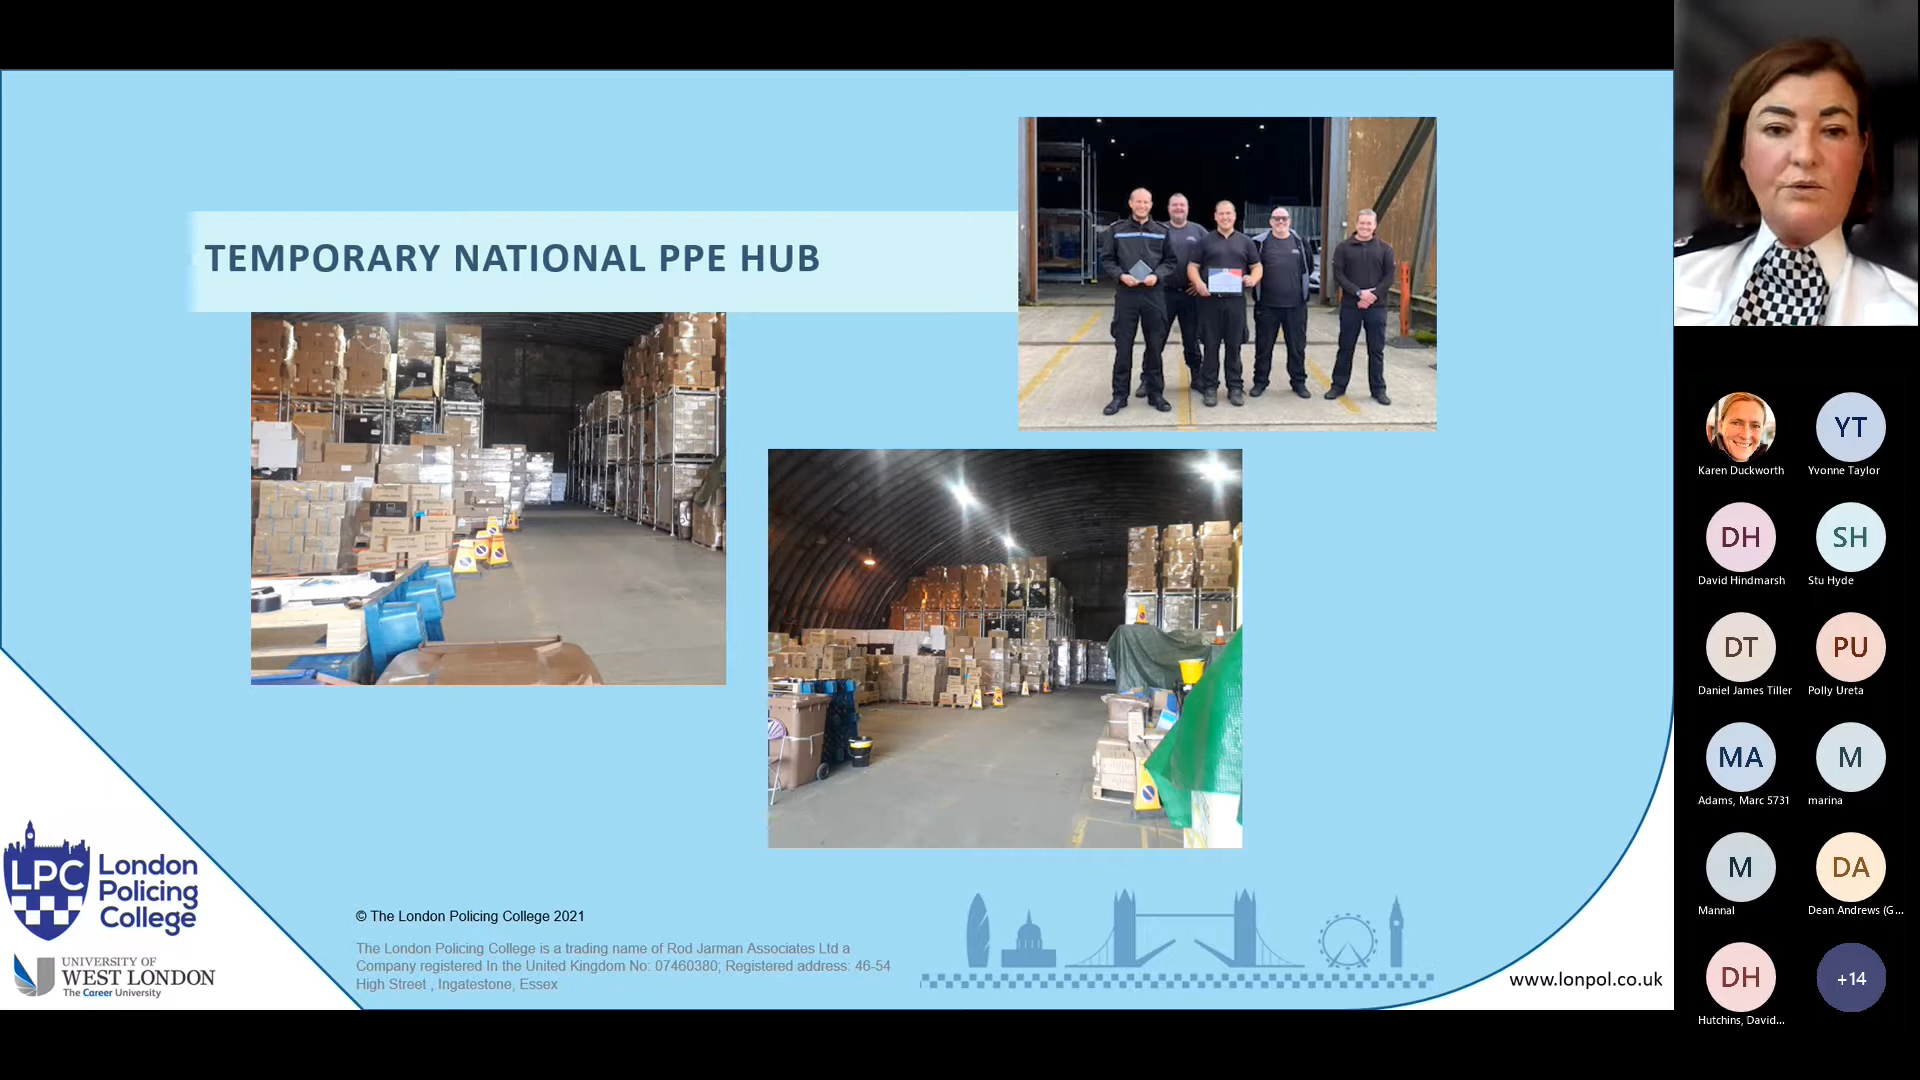 TEMPORARY NATIONAL PPE HUB
LPC
London
Policing
College
UNIVERSITY OF
WEST LONDON
The Career University
© The London Policing College 2021
The London Policing College is a trading name of Rod Jarman Associates Ltd a
Company registered In the United Kingdom No: 07460380; Registered address: 46-54
High Street , Ingatestone, Essex
www.lonpol.co.uk
Karen Duckworth
YT
Yvonne Taylor
DH
David Hindmarsh
SH
Stu Hyde
DT
Daniel James Tiller
PU
Polly Ureta
MA
Adams, Marc 5731
M
marina
M
Mannal
DA
Dean Andrews (G...
DH
Hutchins, David...
+14